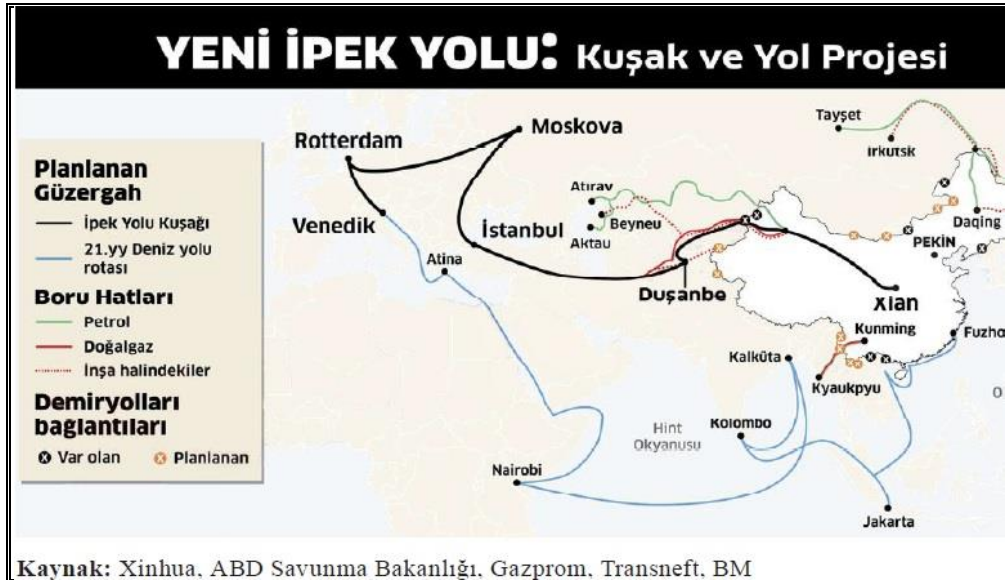 YENİ İPEK YOLU: Kuşak ve Yol Projesi
Planlanan
Güzergah
İpek Yolu Kuşağı
21.yy Deniz yolu
rotası
Boru Hatları
Petrol
Doğalgaz
İnşa halindekiler
Demiryolları
bağlantıları
Var olan
Planlanan
Rotterdam
Moskova
Venedik
İstanbul
Atina
Atırav
Beyneu
Aktau
Duşanbe
Tayşet
Irkutsk
Daqing
PEKİN
Xian
Kunming
Fuzho
Kyaukpyu
Kalküta
Kolombo
Hint
Okyanusu
O
Nairobi
Jakarta
Kaynak: Xinhua, ABD Savunma Bakanlığı, Gazprom, Transneft, BM